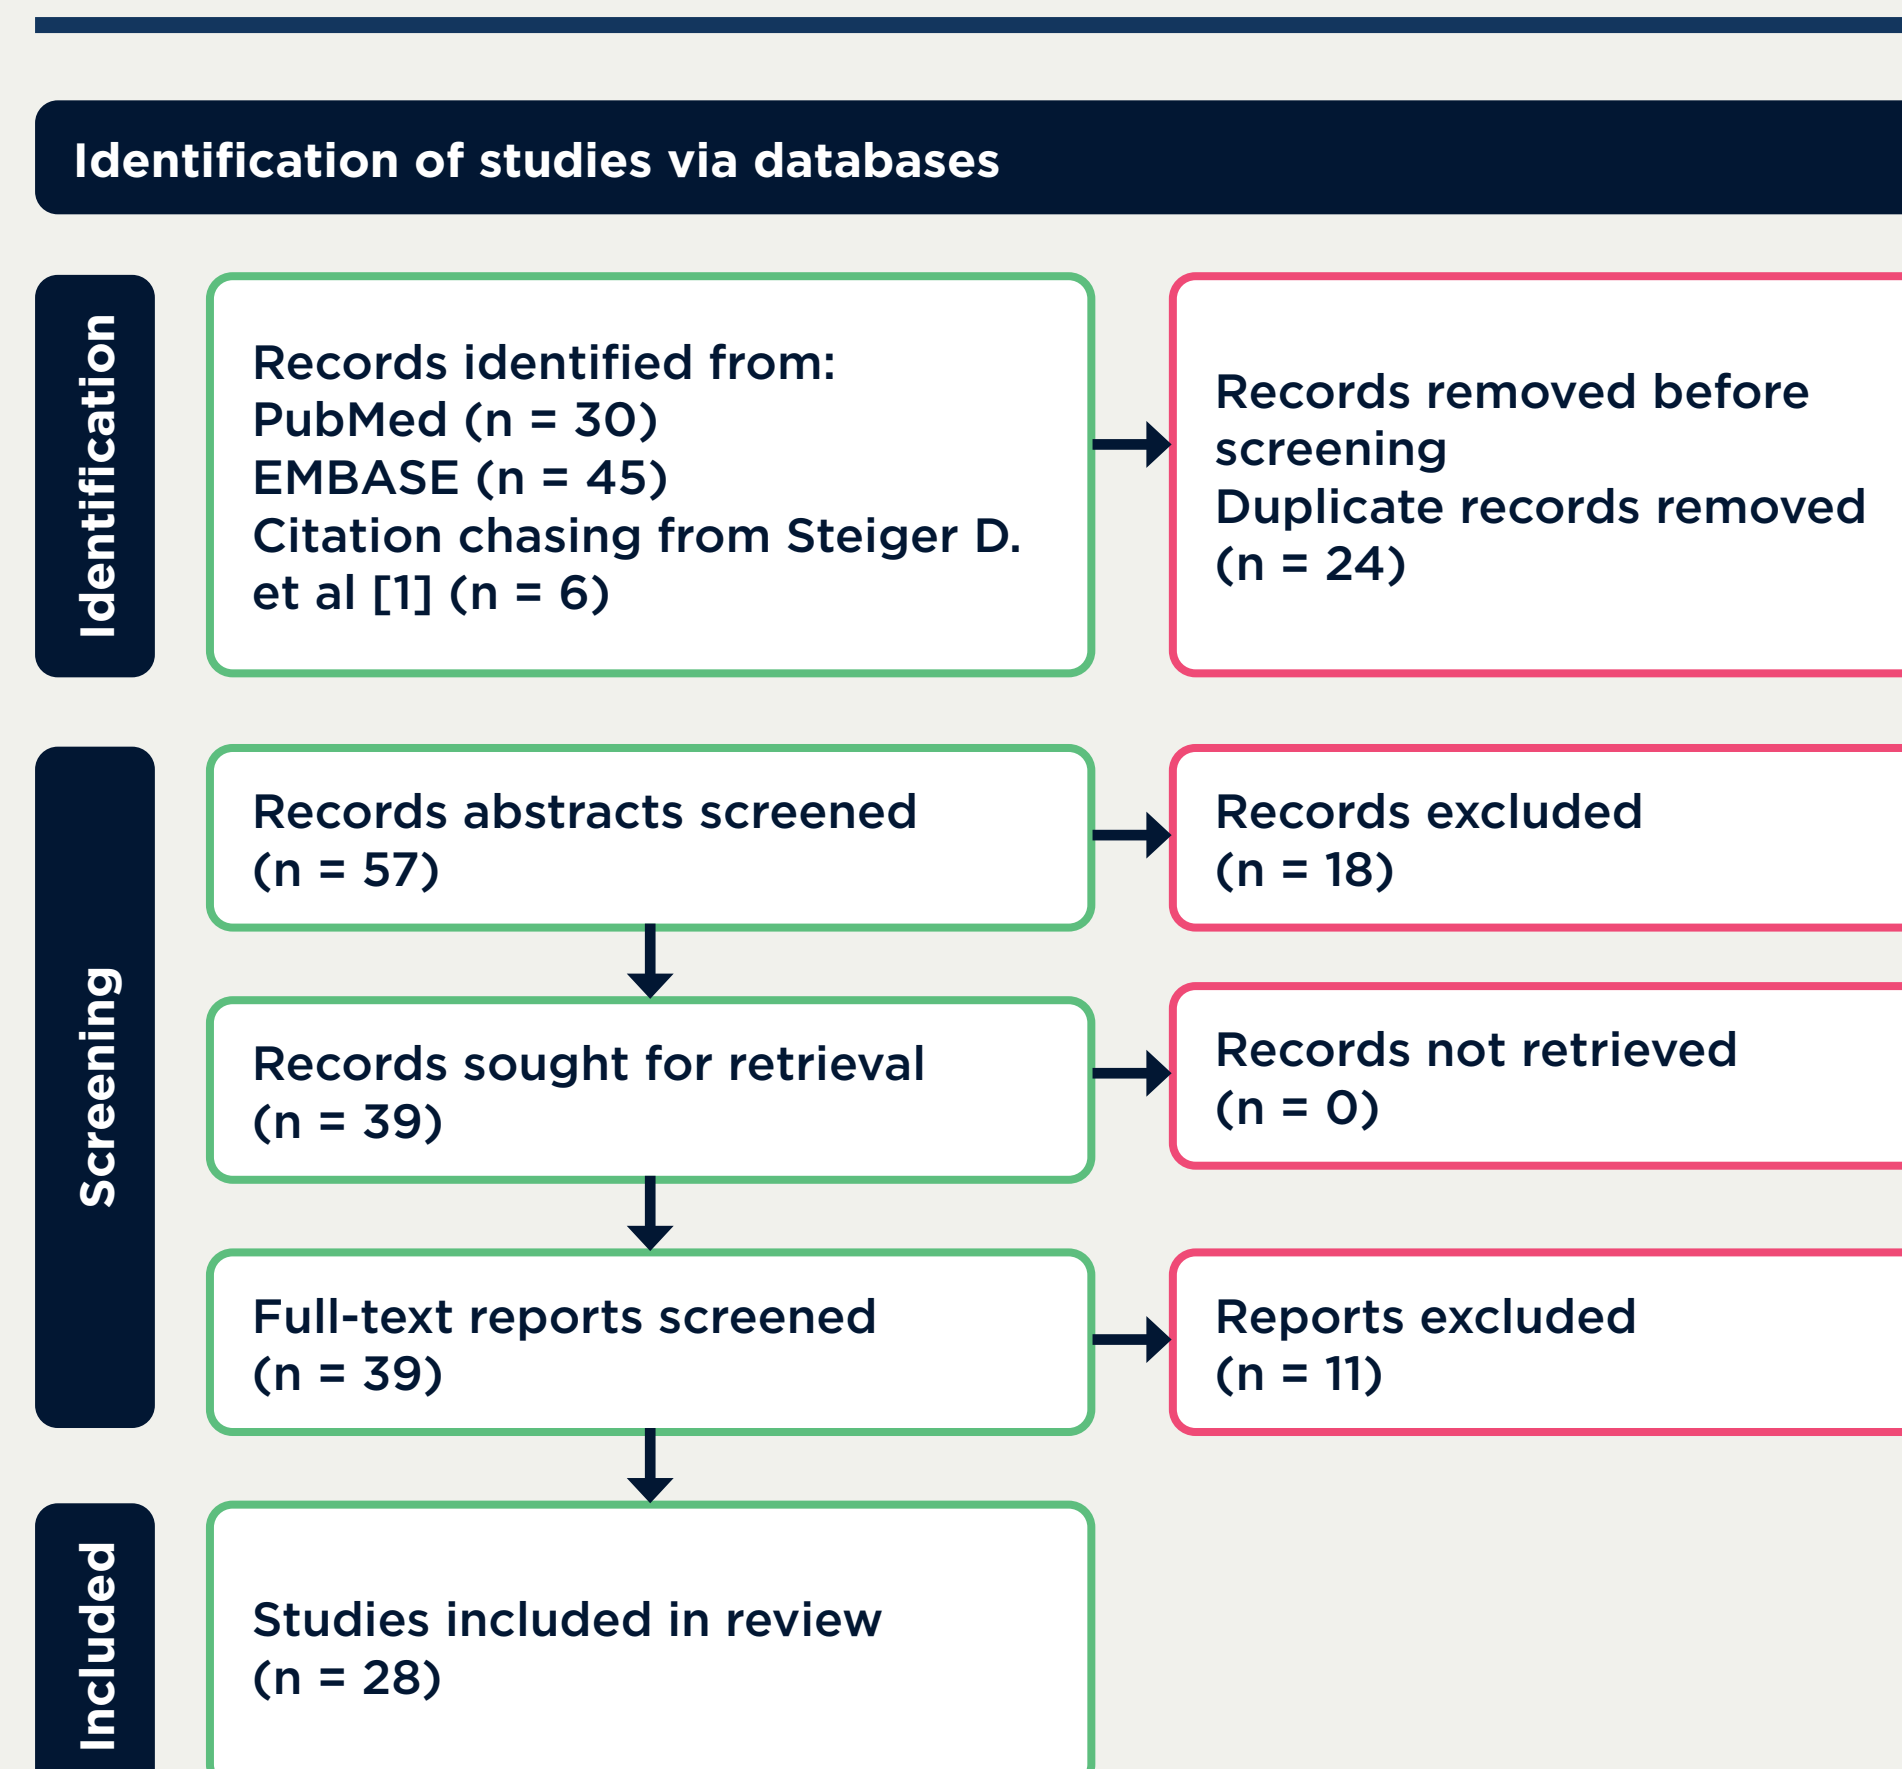 Identification of studies via databases
Identification
Records identified from:
PubMed (n = 30)
EMBASE (n = 45)
Citation chasing from Steiger D.
et al [1] (n = 6)
Records removed before
screening
Duplicate records removed
(n = 24)
Screening
Records abstracts screened
(n = 57)
Records excluded
(n = 18)
Records sought for retrieval
(n = 39)
Records not retrieved
(n = 0)
Full-text reports screened
(n = 39)
Reports excluded
(n = 11)
Included
Studies included in review
(n = 28)